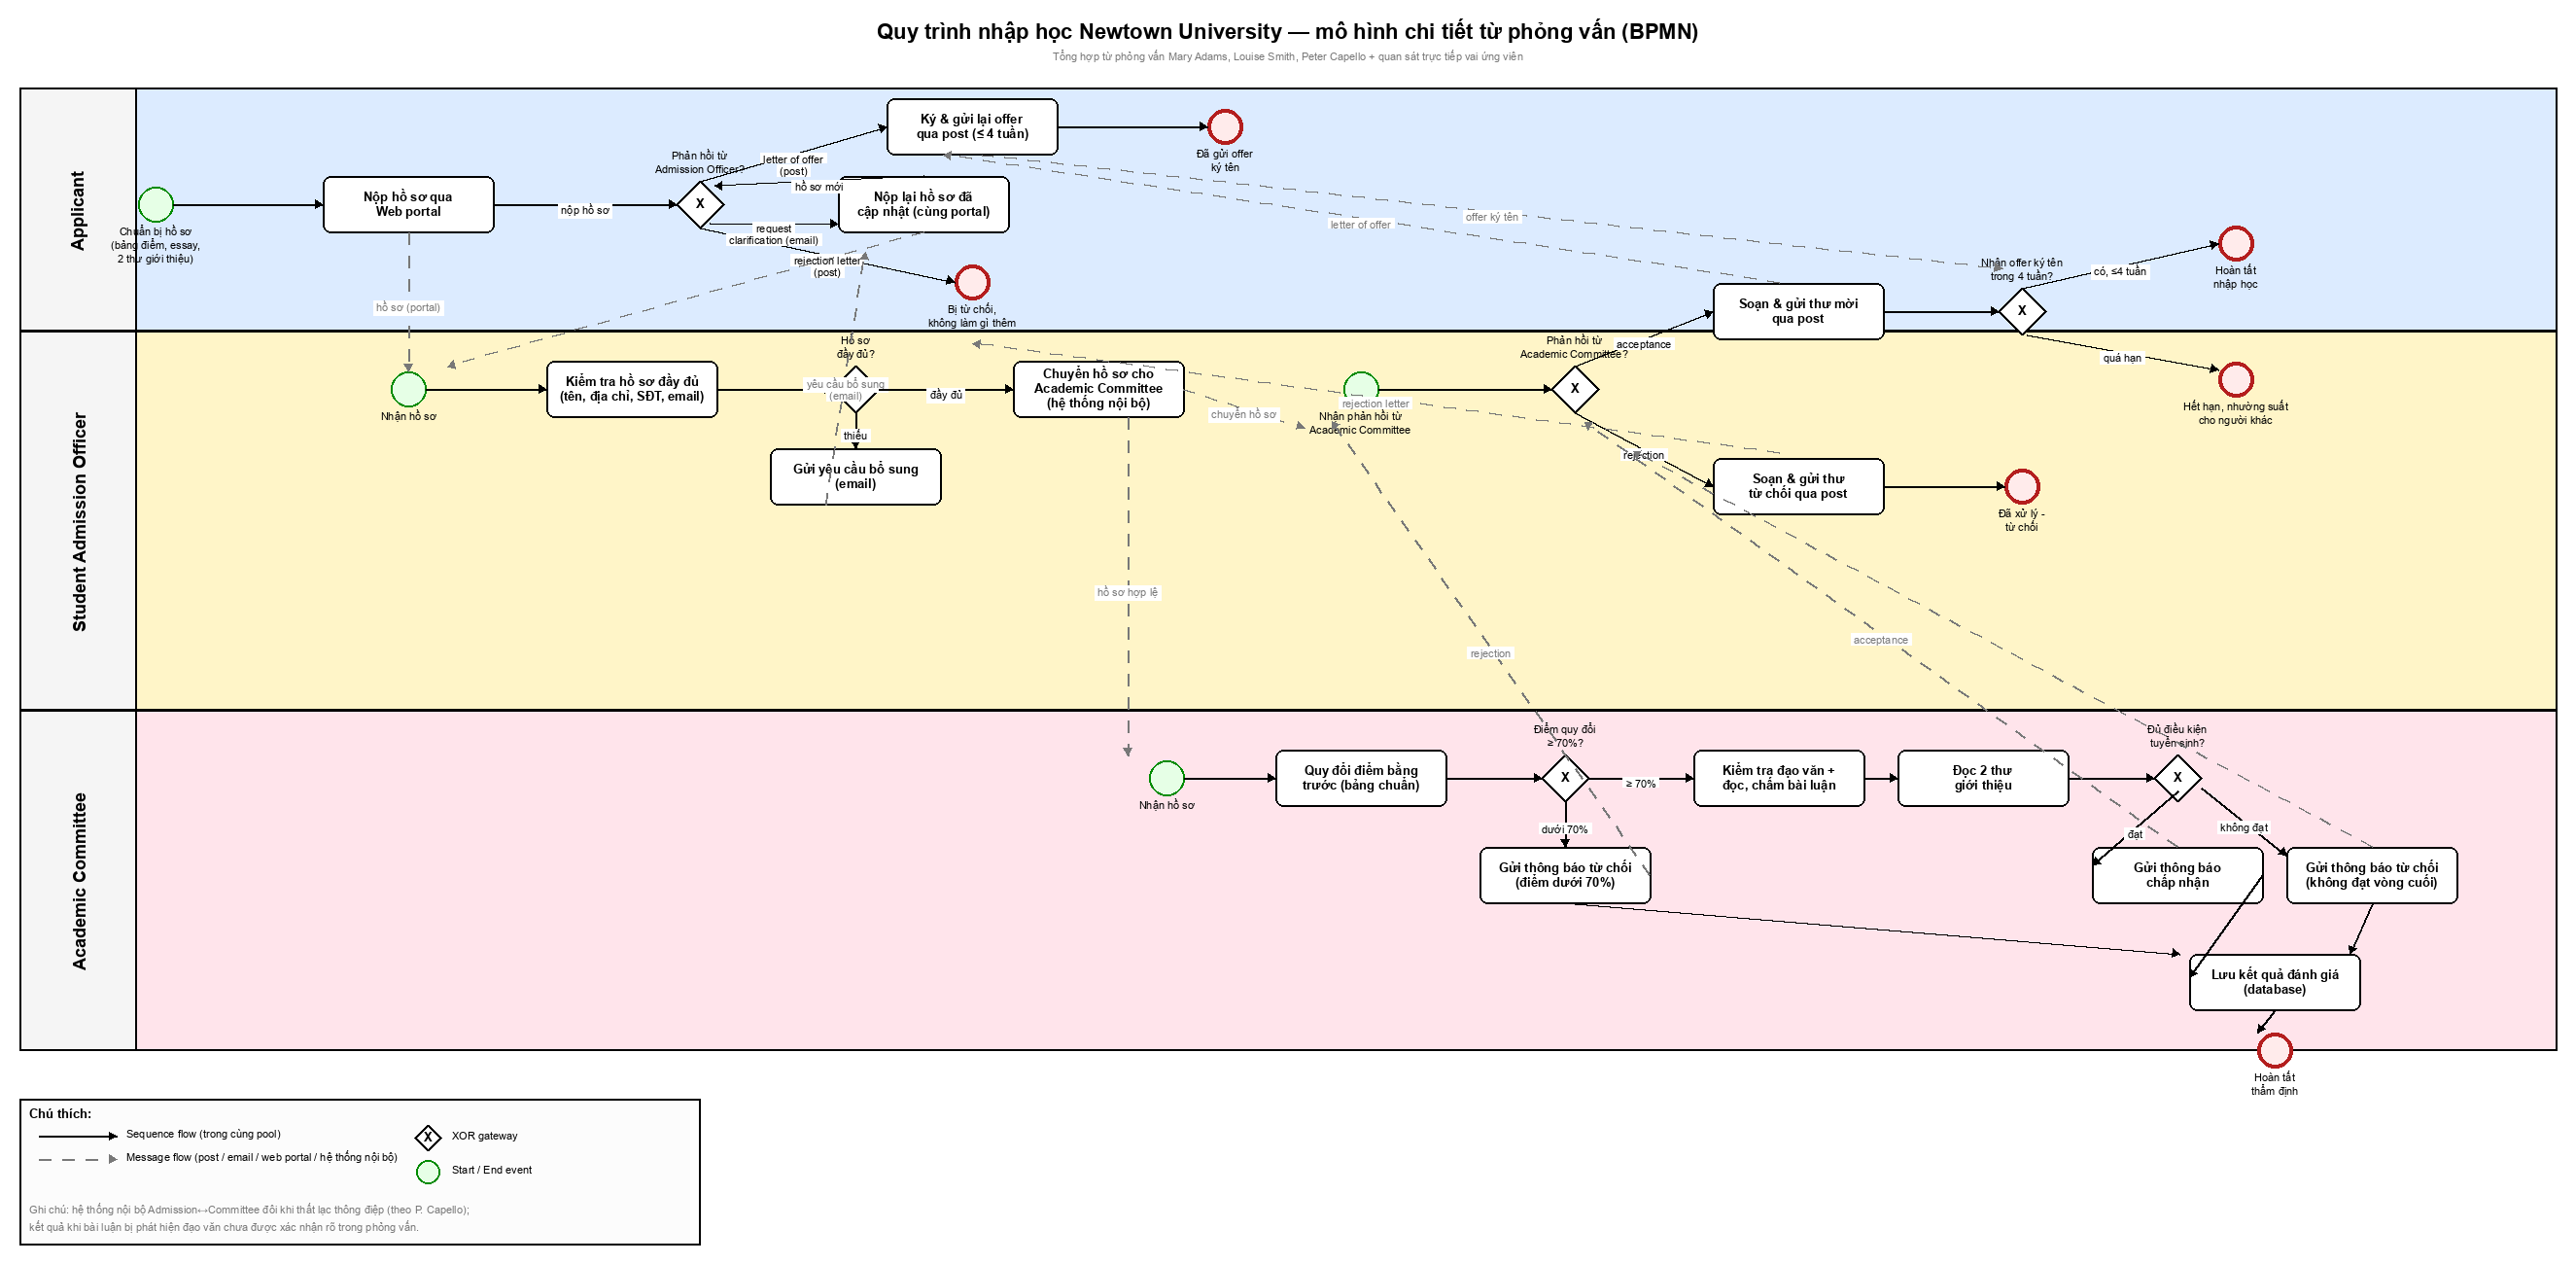 Quy trình nhập học Newtown University — mô hình chi tiết từ phỏng vấn (BPMN)
Tổng hợp từ phỏng vấn Mary Adams, Louise Smith, Peter Capello + quan sát trực tiếp vai ứng viên
Applicant
Chuẩn bị hồ sơ
(bảng điểm, essay,
2 thư giới thiệu)
Nộp hồ sơ qua
Web portal
nộp hồ sơ
Phản hồi từ
Admission Officer?
X
letter of offer
(post)
hồ sơ mới
request
clarification (email)
rejection letter
(post)
Ký & gửi lại offer
qua post (≤ 4 tuần)
Đã gửi offer
ký tên
Nộp lại hồ sơ đã
cập nhật (cùng portal)
Bị từ chối,
không làm gì thêm
hồ sơ (portal)
letter of offer
offer ký tên
Soạn & gửi thư mời
qua post
Nhận offer ký tên
trong 4 tuần?
X
có, ≤4 tuần
Hoàn tất
nhập học
quá hạn
Hết hạn, nhường suất
cho người khác
Student Admission Officer
Nhận hồ sơ
Kiểm tra hồ sơ đầy đủ
(tên, địa chỉ, SĐT, email)
Hồ sơ
đầy đủ?
yêu cầu bổ sung
(email)
đầy đủ
thiếu
Gửi yêu cầu bổ sung
(email)
Chuyển hồ sơ cho
Academic Committee
(hệ thống nội bộ)
chuyển hồ sơ
rejection letter
Nhận phản hồi từ
Academic Committee
Phản hồi từ
Academic Committee?
X
acceptance
rejection
Soạn & gửi thư
từ chối qua post
Đã xử lý -
từ chối
hồ sơ hợp lệ
rejection
acceptance
Academic Committee
Nhận hồ sơ
Quy đổi điểm bằng
trước (bảng chuẩn)
Điểm quy đổi
≥ 70%?
X
≥ 70%
dưới 70%
Kiểm tra đạo văn +
đọc, chấm bài luận
Đọc 2 thư
giới thiệu
Đủ điều kiện
tuyển sinh?
X
đạt
không đạt
Gửi thông báo từ chối
(điểm dưới 70%)
Gửi thông báo
chấp nhận
Gửi thông báo từ chối
(không đạt vòng cuối)
Lưu kết quả đánh giá
(database)
Hoàn tất
thẩm định
Chú thích:
Sequence flow (trong cùng pool)
Message flow (post / email / web portal / hệ thống nội bộ)
X
XOR gateway
Start / End event
Ghi chú: hệ thống nội bộ Admission↔Committee đôi khi thất lạc thông điệp (theo P. Capello);
kết quả khi bài luận bị phát hiện đạo văn chưa được xác nhận rõ trong phỏng vấn.